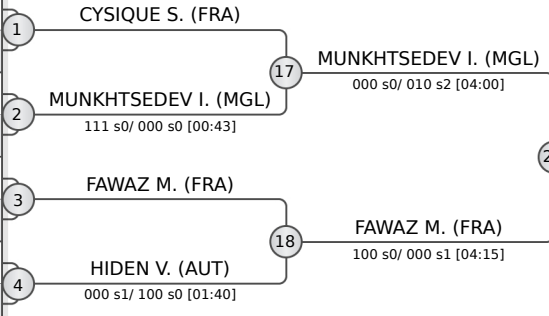 CYSIQUE S. (FRA)
1
17
MUNKHTSEDEV I. (MGL)
000 s0/ 010 s2 [04:00]
2
MUNKHTSEDEV I. (MGL)
111 s0/ 000 s0 [00:43]
2
FAWAZ M. (FRA)
3
18
FAWAZ M. (FRA)
100 s0/ 000 s1 [04:15]
HIDEN V. (AUT)
4
000 s1/ 100 s0 [01:40]